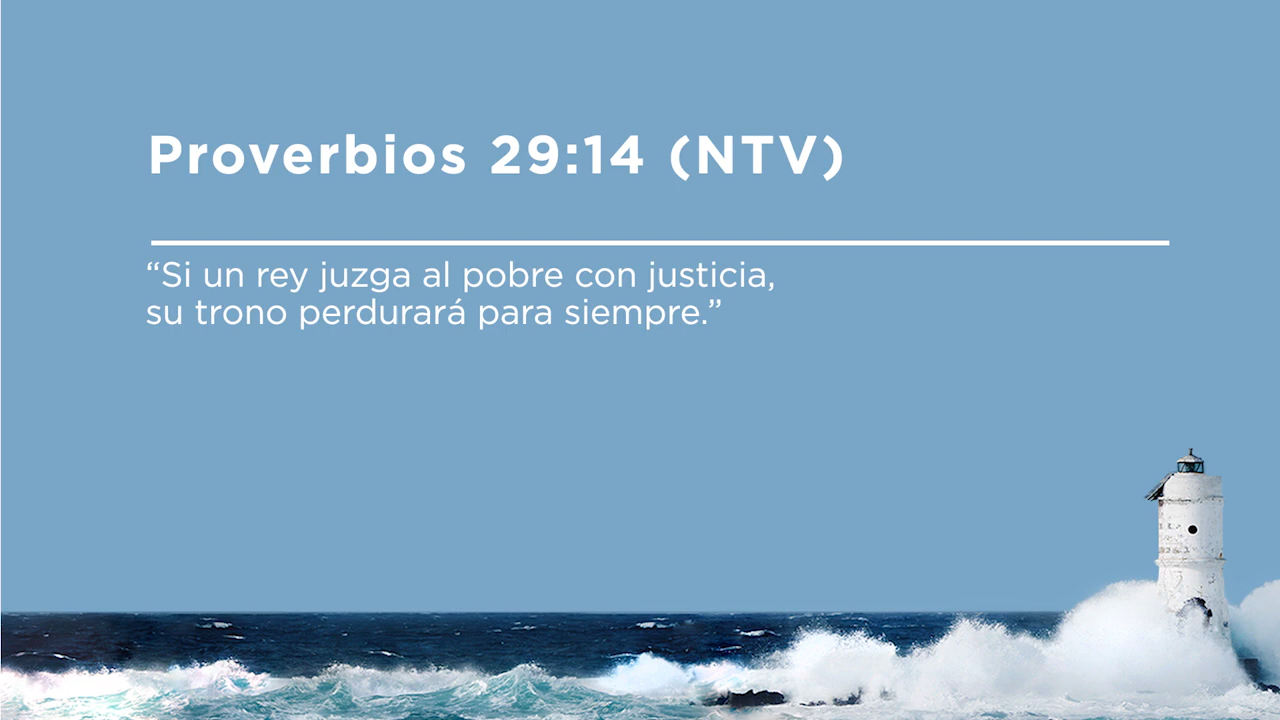 Proverbios 29:14 (NTV)
“Si un rey juzga al pobre con justicia,
su trono perdurará para siempre.”